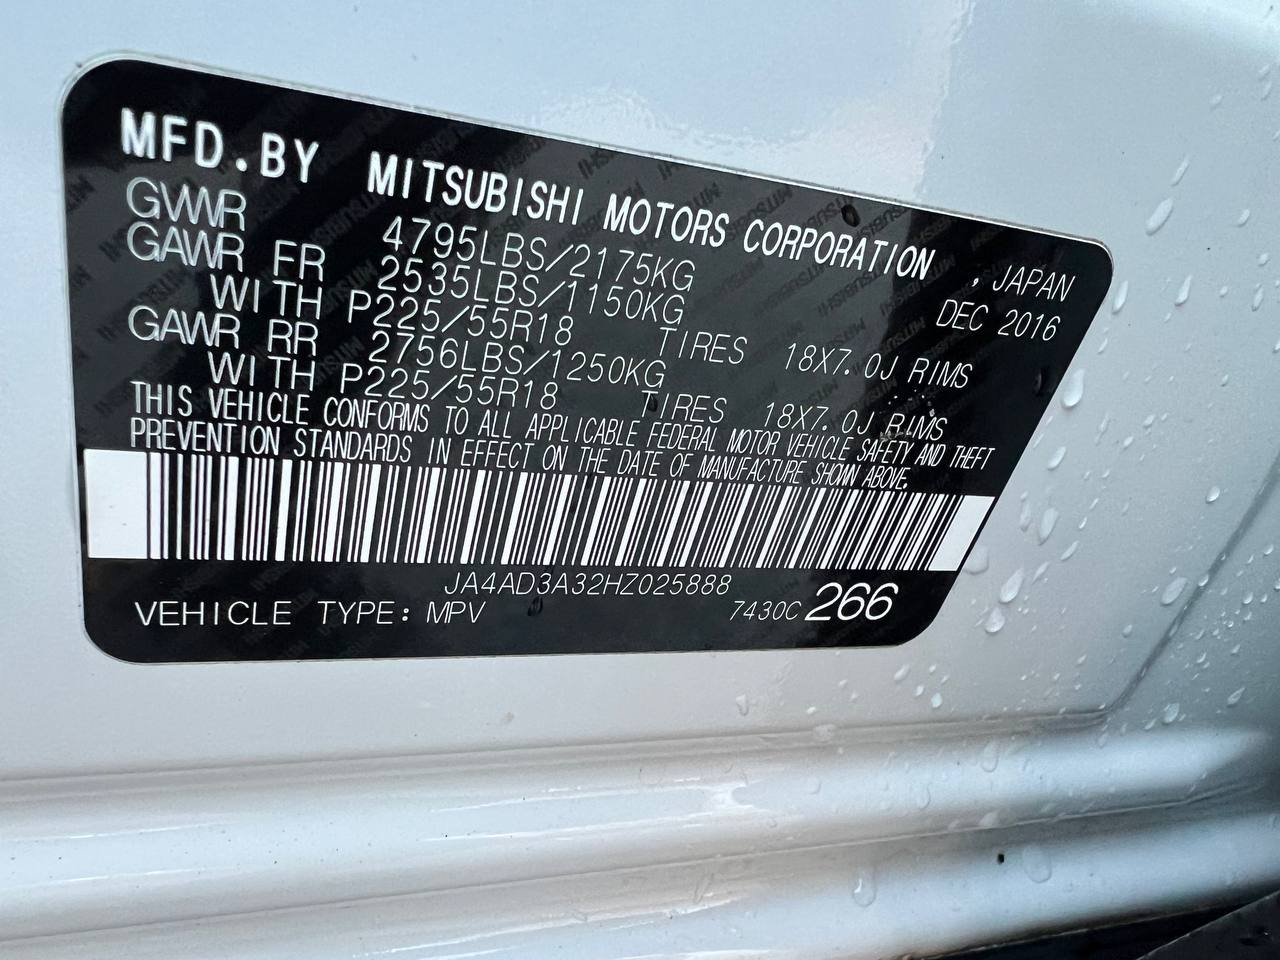 MFD.BY MITSUBISHI MOTORS CORPORATION , JAPAN
GVWR 4795LBS/2175KG DEC 2016
GAWR FR 2535LBS/1150KG
WITH P225/55R18 TIRES 18X7.0J RIMS
GAWR RR 2756LBS/1250KG
WITH P225/55R18 TIRES 18X7.0J RIMS
THIS VEHICLE CONFORMS TO ALL APPLICABLE FEDERAL MOTOR VEHICLE SAFETY AND THEFT
PREVENTION STANDARDS IN EFFECT ON THE DATE OF MANUFACTURE SHOWN ABOVE.
JA4AD3A32HZ025888
VEHICLE TYPE: MPV 7430C 266